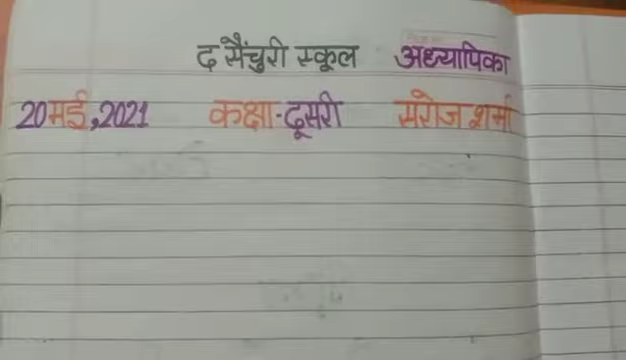 द सैंचुरी स्कूल अध्यापिका
20मई,2021 कक्षा-दूसरी सरोज शर्मा